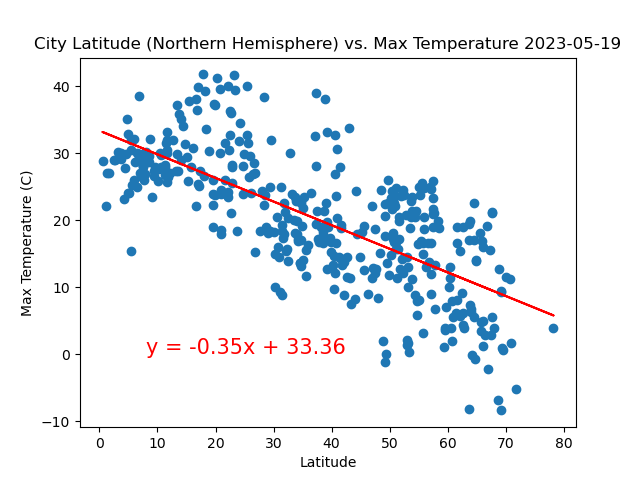 City Latitude (Northern Hemisphere) vs. Max Temperature 2023-05-19
Max Temperature (C)
40
30
20
10
0
−10
y = -0.35x + 33.36
0 10 20 30 40 50 60 70 80
Latitude